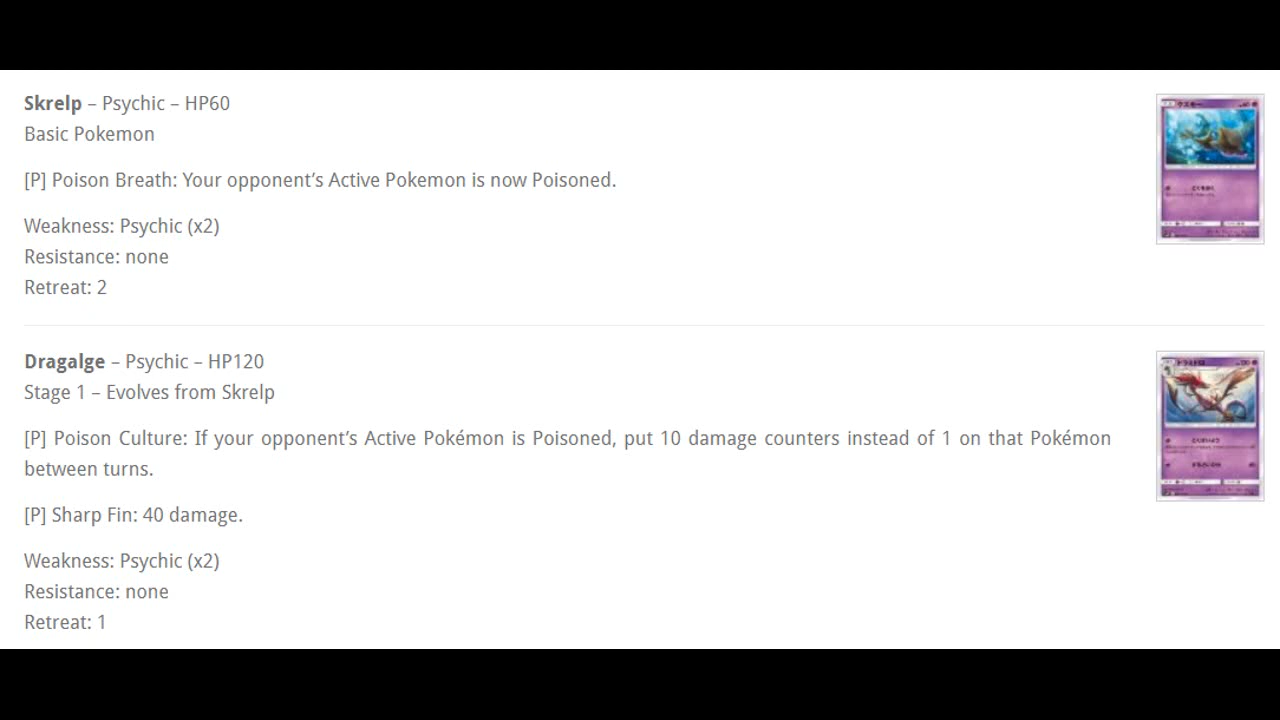 Skrelp – Psychic – HP60
Basic Pokemon
[P] Poison Breath: Your opponent’s Active Pokemon is now Poisoned.
Weakness: Psychic (x2)
Resistance: none
Retreat: 2
Dragalge – Psychic – HP120
Stage 1 – Evolves from Skrelp
[P] Poison Culture: If your opponent’s Active Pokémon is Poisoned, put 10 damage counters instead of 1 on that Pokémon
between turns.
[P] Sharp Fin: 40 damage.
Weakness: Psychic (x2)
Resistance: none
Retreat: 1